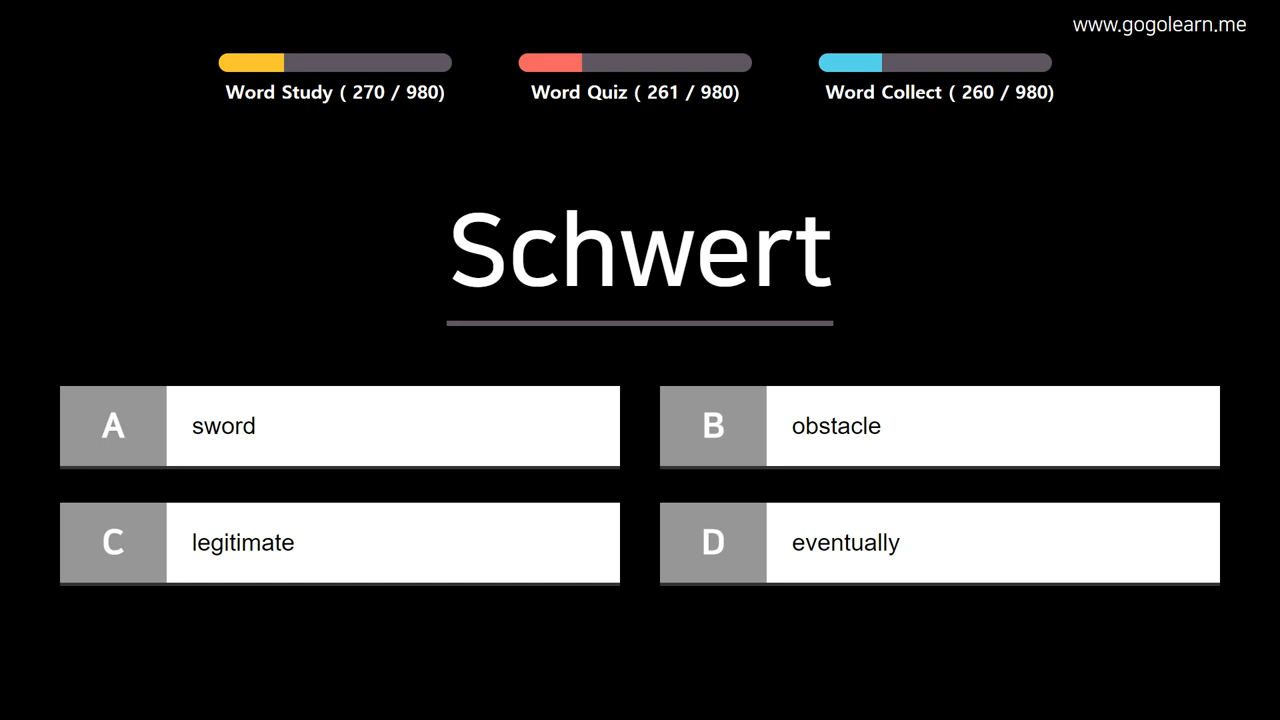 www.gogolearn.me
Word Study ( 270 / 980)
Word Quiz ( 261 / 980)
Word Collect ( 260 / 980)
Schwert
A sword
B obstacle
C legitimate
D eventually